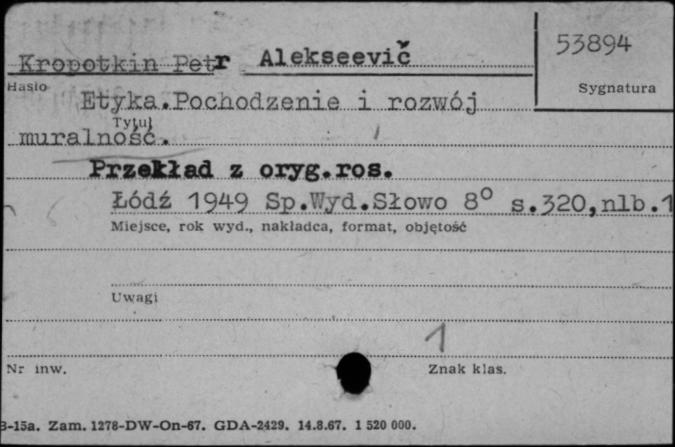 Kropotkin Petr Alekseevič
53894
Hasło
Sygnatura
Etyka.Pochodzenie i rozwój
Tytuł
muralność.
Przekład z oryg.ros.
Łódź 1949 Sp.Wyd.Słowo 8° s.320,nlb.1
Miejsce, rok wyd., nakładca, format, objętość
Uwagi
1
Nr inw.
Znak klas.
3-15a. Zam. 1278-DW-On-67. GDA-2429. 14.8.67. 1 520 000.